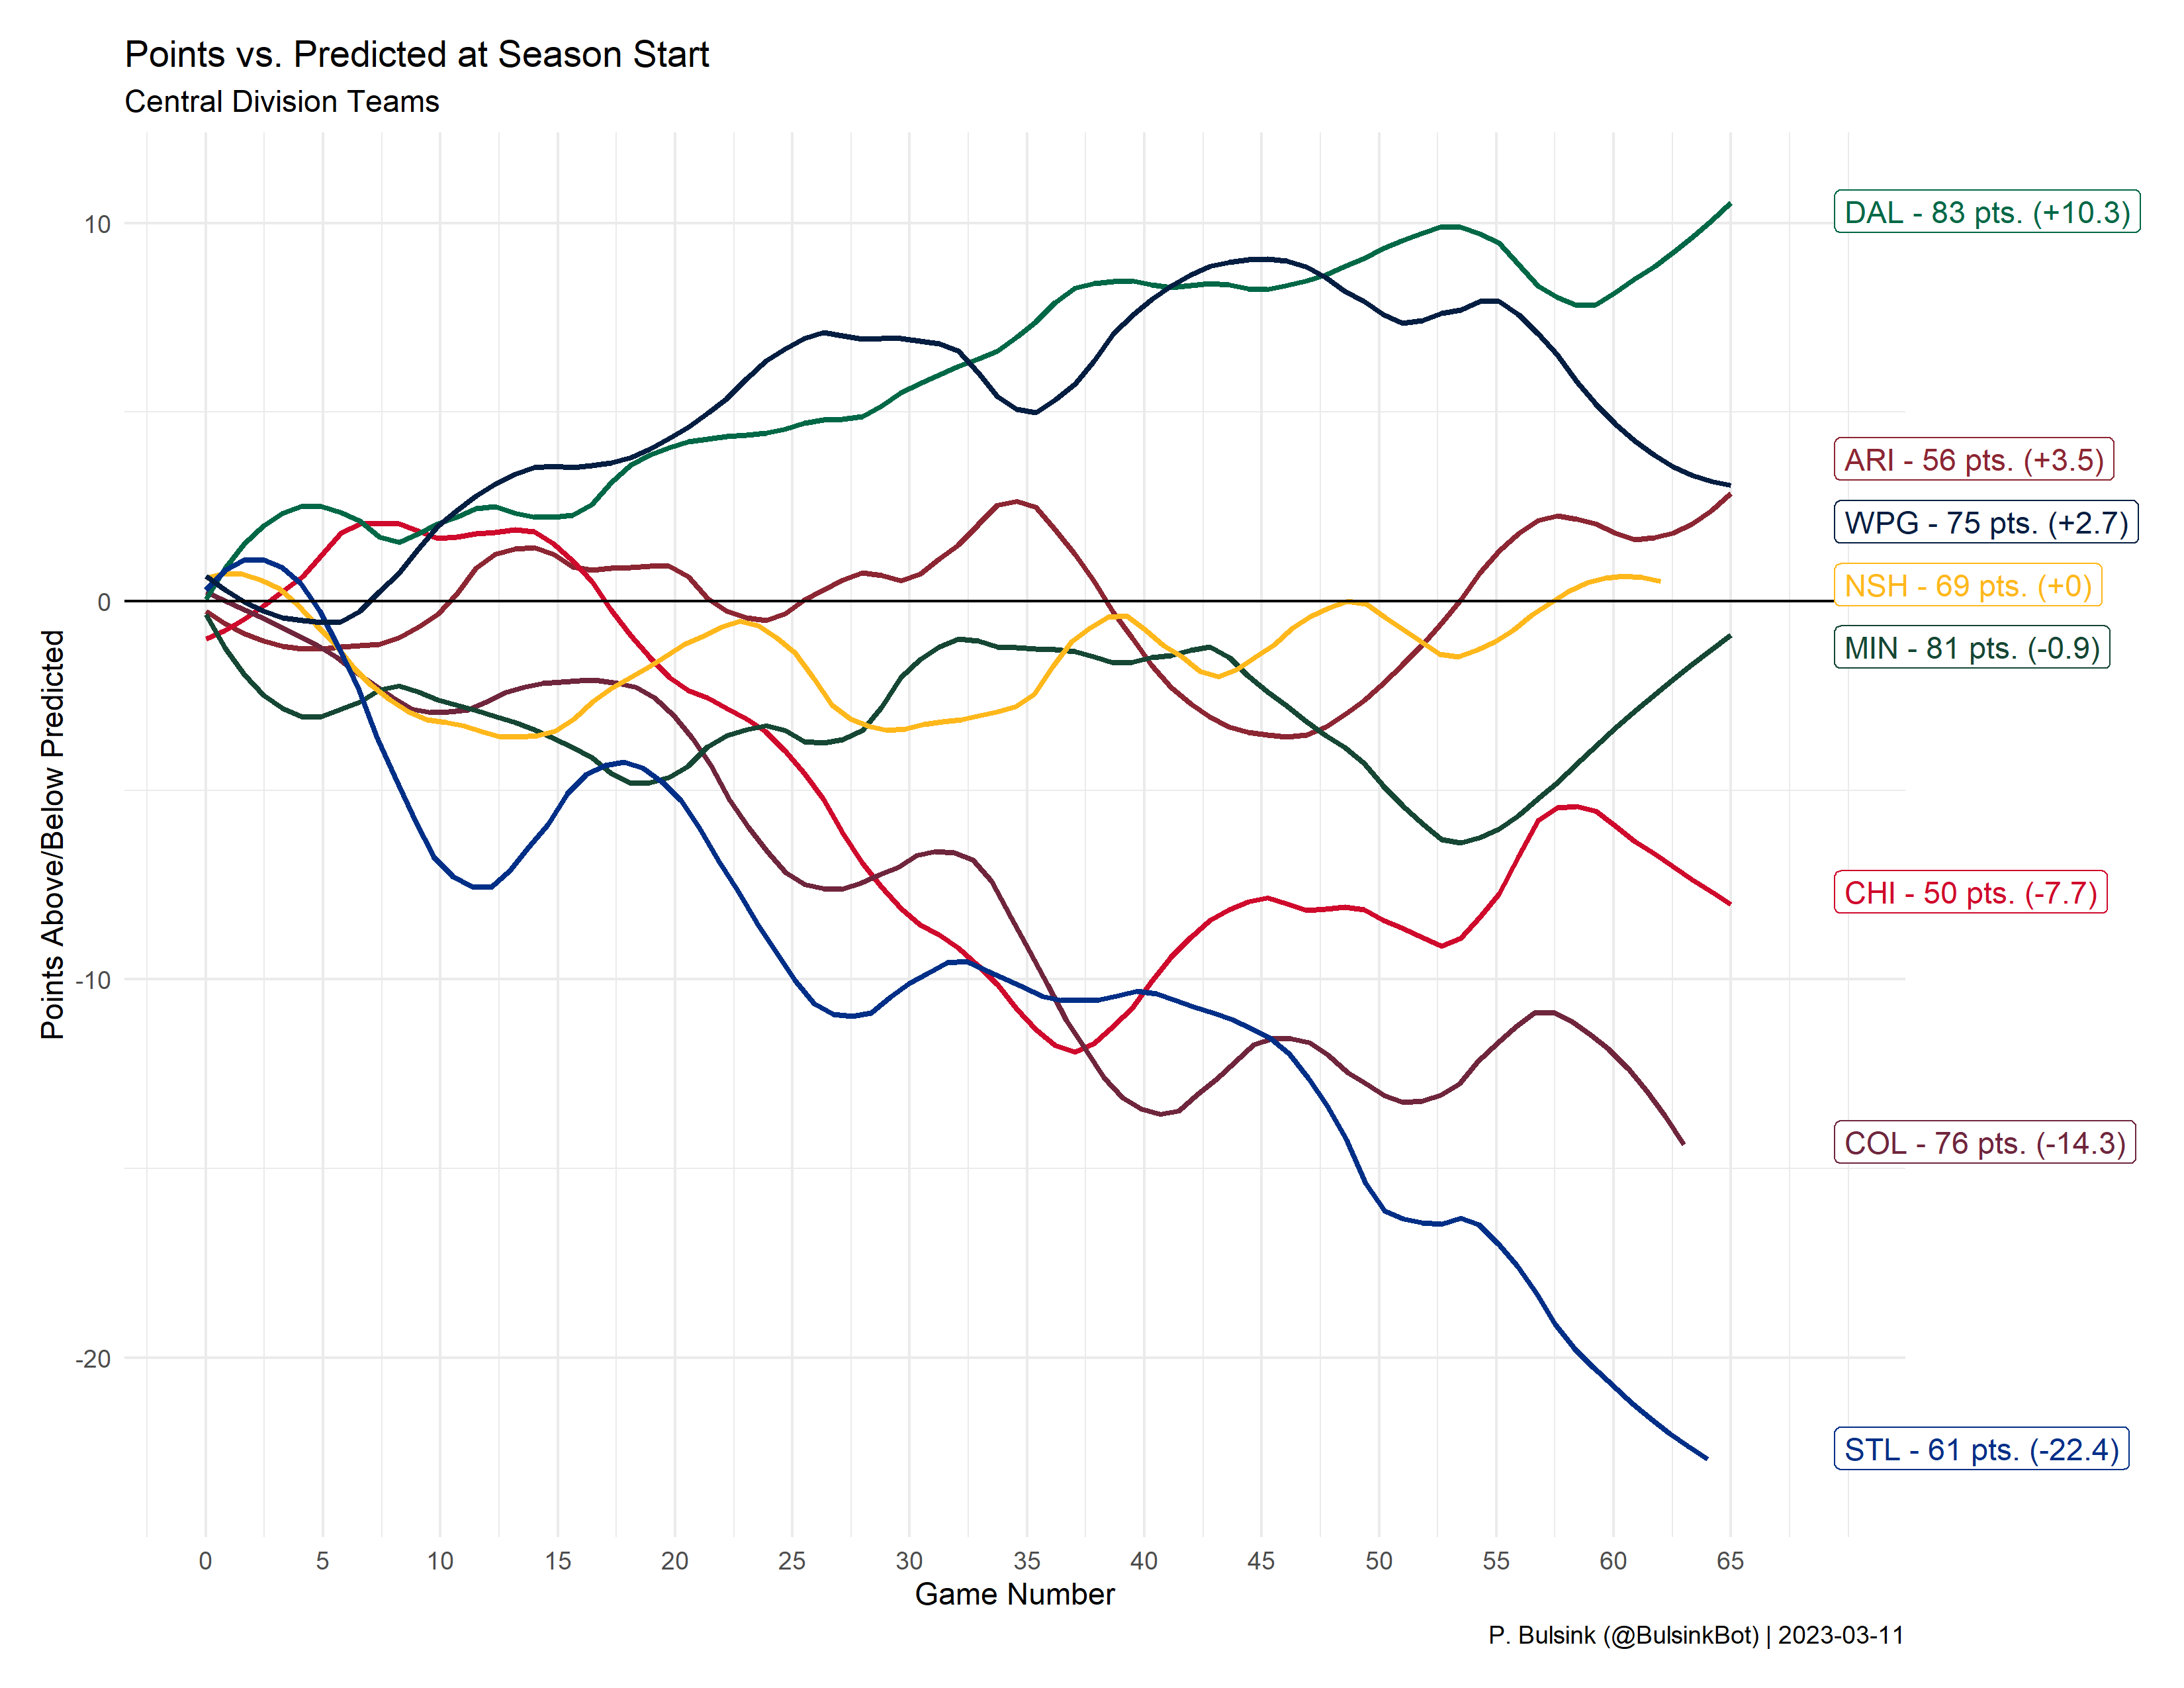 Points vs. Predicted at Season Start
Central Division Teams
Points Above/Below Predicted
10
0
-10
-20
DAL - 83 pts. (+10.3)
ARI - 56 pts. (+3.5)
WPG - 75 pts. (+2.7)
NSH - 69 pts. (+0)
MIN - 81 pts. (-0.9)
CHI - 50 pts. (-7.7)
COL - 76 pts. (-14.3)
STL - 61 pts. (-22.4)
0 5 10 15 20 25 30 35 40 45 50 55 60 65
Game Number
P. Bulsink (@BulsinkBot) | 2023-03-11